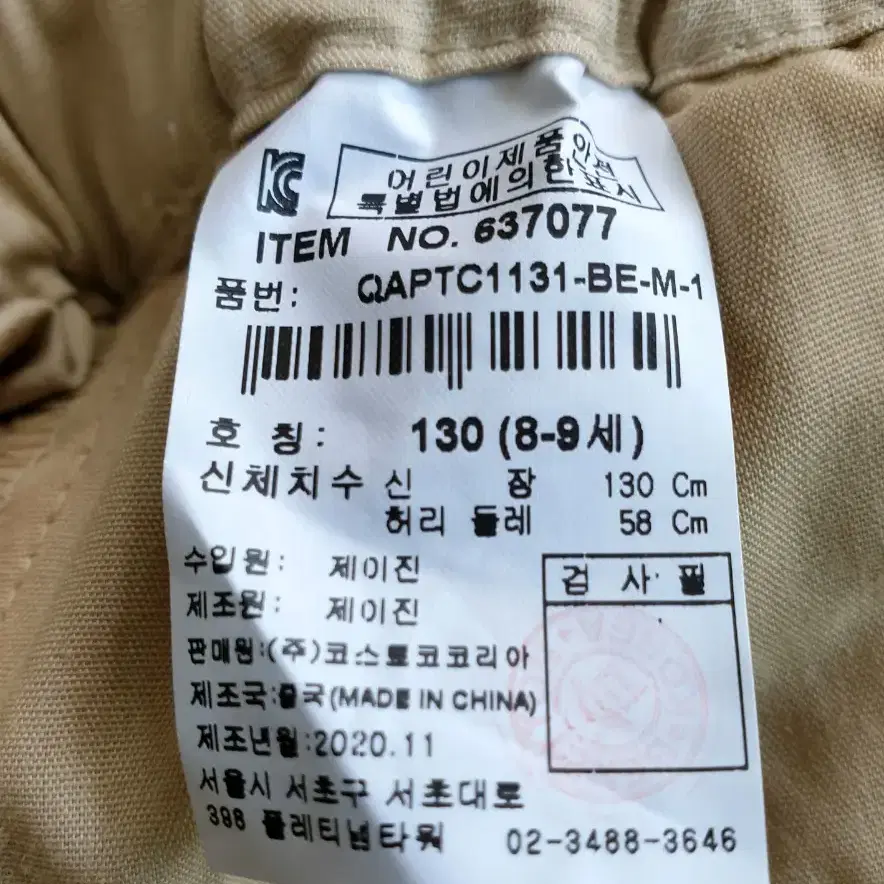 KC
어린이제품안전
특별법에의한표시
ITEM NO. 637077
품번: QAPTC1131-BE-M-1
호 칭: 130 (8-9세)
신체치수 신 장 130 Cm
허리 둘레 58 Cm
수입원: 제이진
제조원: 제이진
검 사 필
판매원:(주)코스트코코리아
제조국:중국(MADE IN CHINA)
제조년월:2020.11
서울시 서초구 서초대로
398 플래티넘타워 02-3488-3646